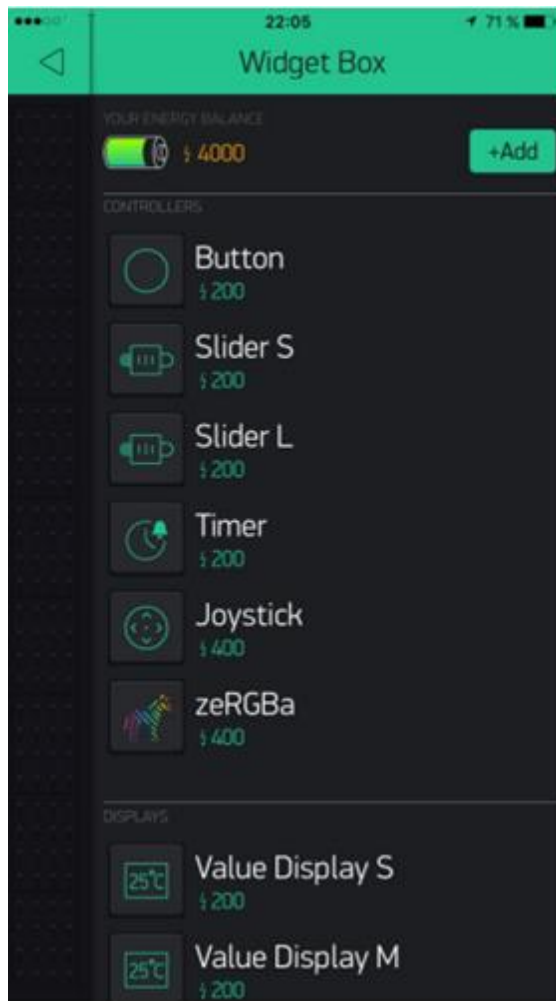 22:05
71 %
Widget Box
YOUR ENERGY BALANCE
4000
+Add
CONTROLLERS
Button
200
Slider S
200
Slider L
200
Timer
200
Joystick
400
zeRGBa
400
DISPLAYS
25°C
Value Display S
200
25°C
Value Display M
200